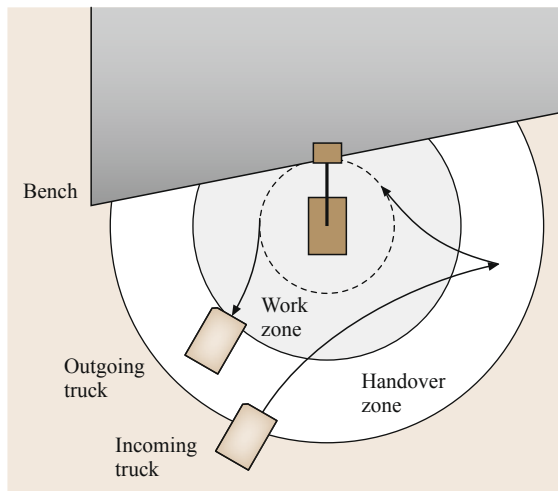 Bench
Work
zone
Outgoing
truck
Handover
zone
Incoming
truck